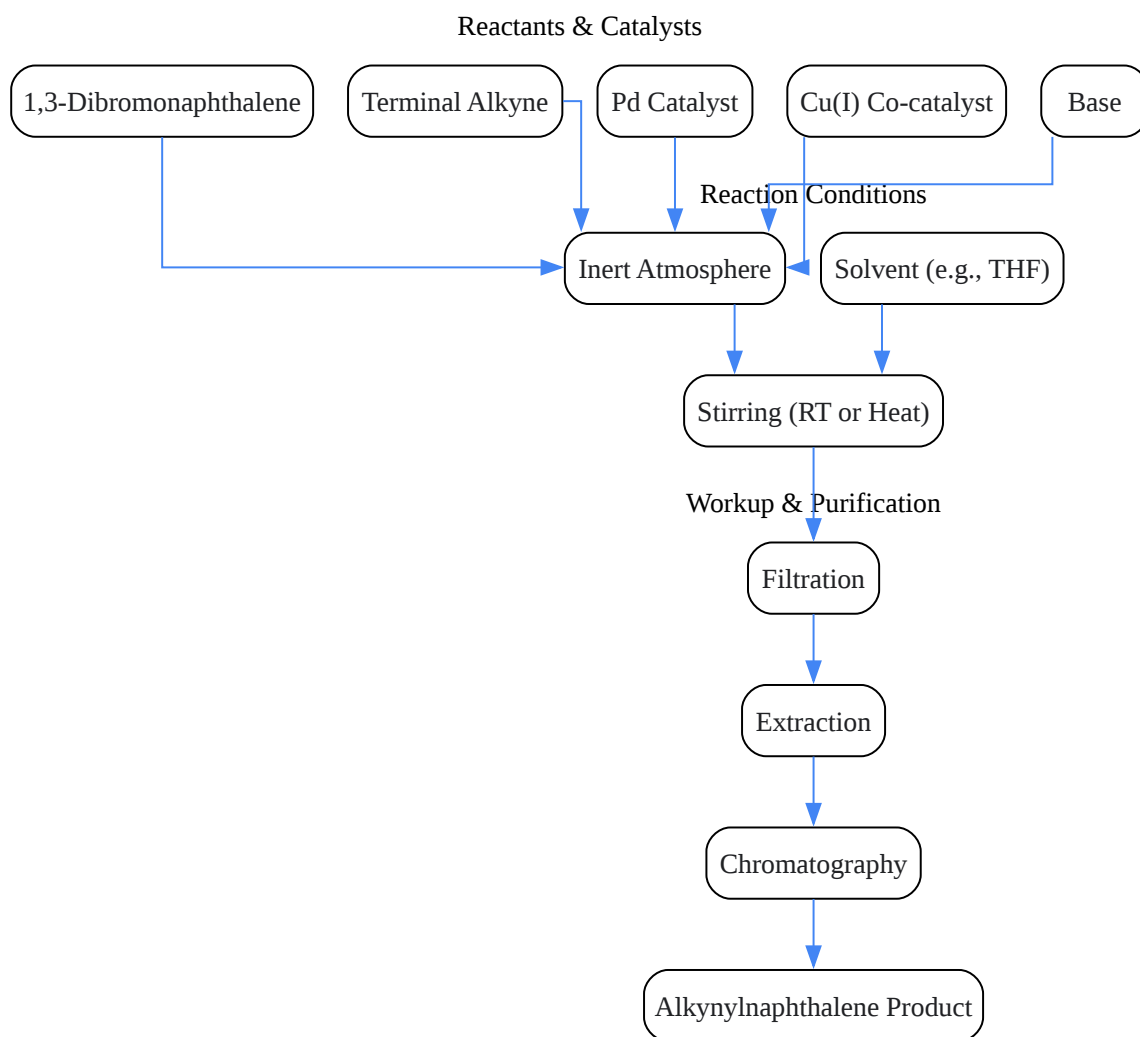 Reactants & Catalysts
1,3-Dibromonaphthalene
Terminal Alkyne
Pd Catalyst
Cu(I) Co-catalyst
Base
Reaction Conditions
Inert Atmosphere
Solvent (e.g., THF)
Stirring (RT or Heat)
Workup & Purification
Filtration
Extraction
Chromatography
Alkynylnaphthalene Product